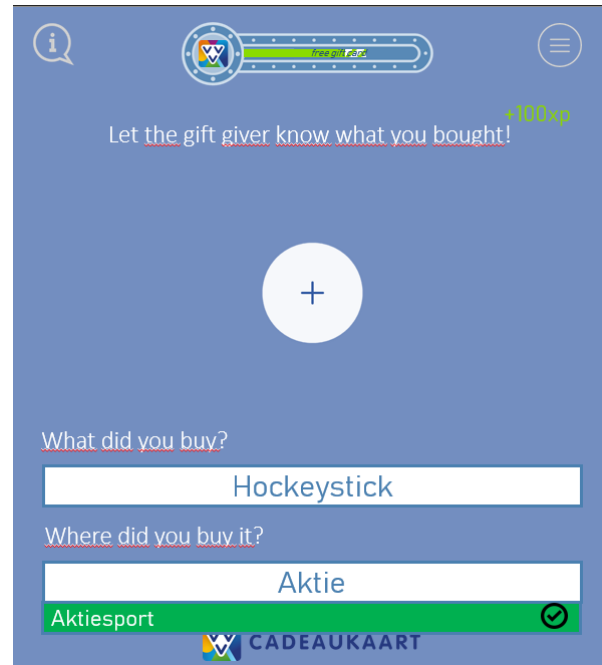 free gift card
+100xp
Let the gift giver know what you bought!
What did you buy?
Hockeystick
Where did you buy it?
Aktie
Aktiesport
CADEAUKAART